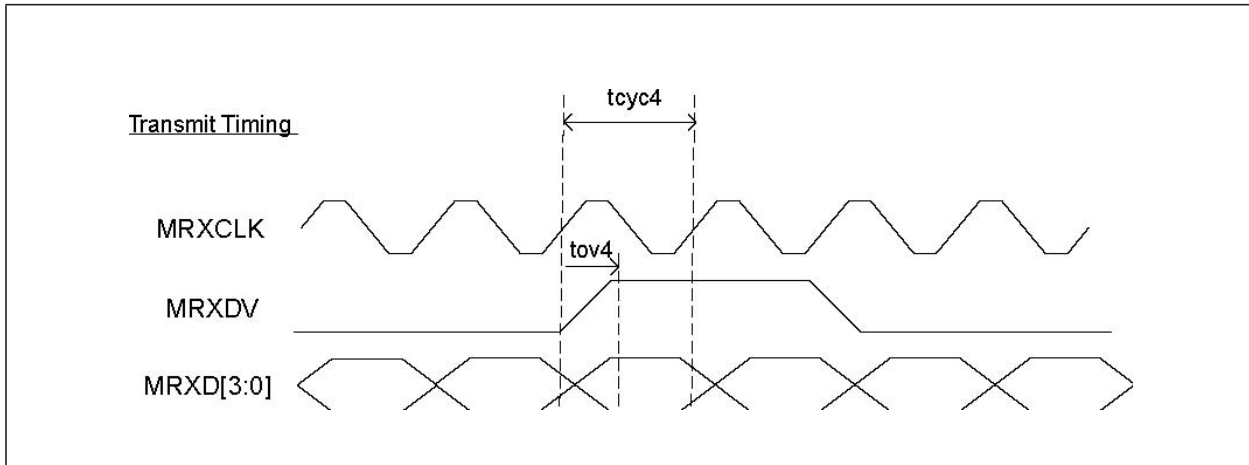 tcyc4
Transmit Timing
MRXCLK
tov4
MRXDV
MRXD[3:0]